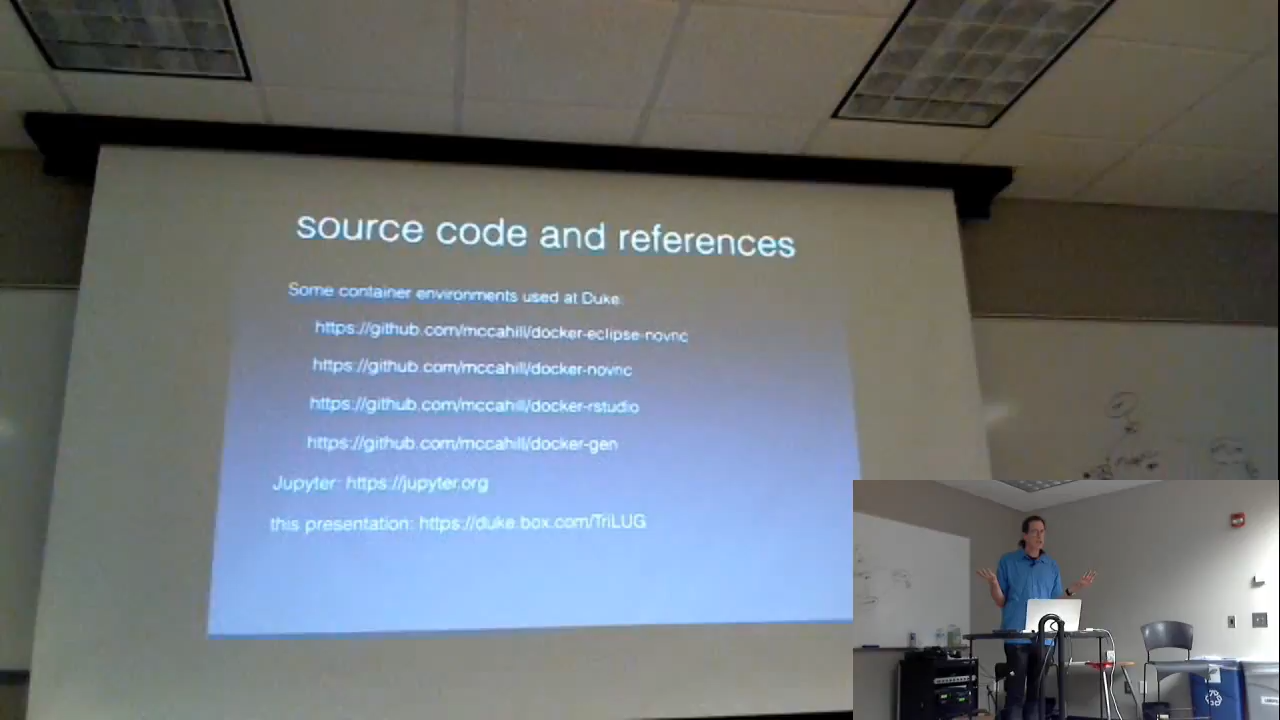 source code and references
Some container environments used at Duke:
https://github.com/mccahill/docker-eclipse-novnc
https://github.com/mccahill/docker-novnc
https://github.com/mccahill/docker-rstudio
https://github.com/mccahill/docker-gen
Jupyter: https://jupyter.org
this presentation: https://duke.box.com/TriLUG